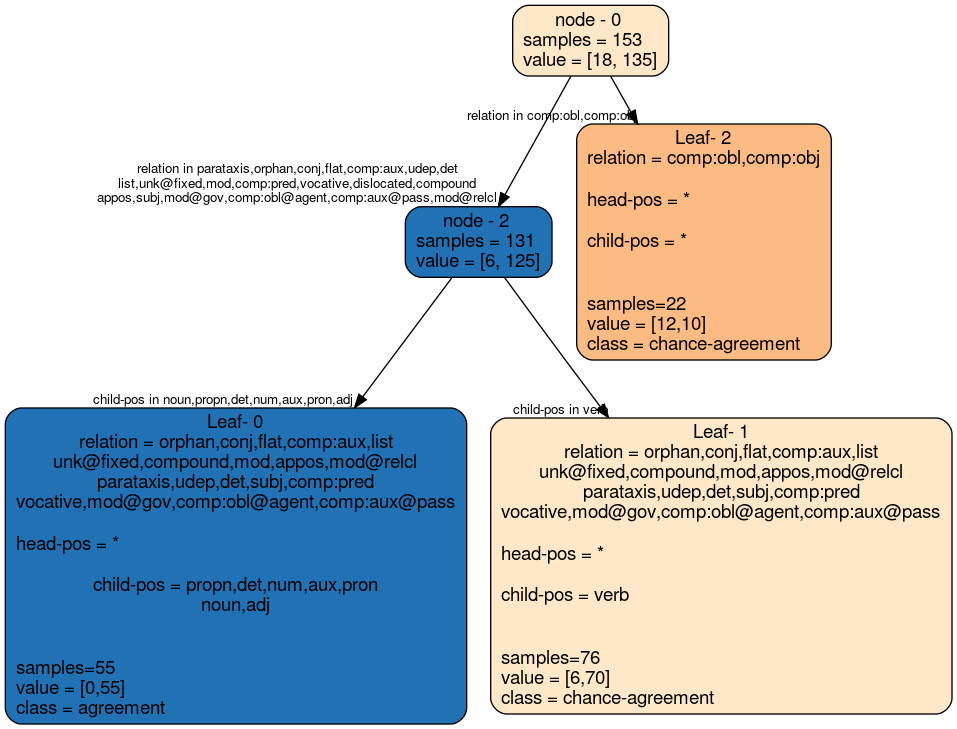 node - 0
samples = 153
value = [18, 135]
relation in comp:obl,comp:obj
Leaf- 2
relation = comp:obl,comp:obj
head-pos = *
child-pos = *
samples=22
value = [12,10]
class = chance-agreement
relation in parataxis,orphan,conj,flat,comp:aux,udep,det
list,unk@fixed,mod,comp:pred,vocative,dislocated,compound
appos,subj,mod@gov,comp:obl@agent,comp:aux@pass,mod@relcl
node - 2
samples = 131
value = [6, 125]
child-pos in noun,propn,det,num,aux,pron,adj
Leaf- 0
relation = orphan,conj,flat,comp:aux,list
unk@fixed,compound,mod,appos,mod@relcl
parataxis,udep,det,subj,comp:pred
vocative,mod@gov,comp:obl@agent,comp:aux@pass
head-pos = *
child-pos = propn,det,num,aux,pron
noun,adj
samples=55
value = [0,55]
class = agreement
child-pos in verb
Leaf- 1
relation = orphan,conj,flat,comp:aux,list
unk@fixed,compound,mod,appos,mod@relcl
parataxis,udep,det,subj,comp:pred
vocative,mod@gov,comp:obl@agent,comp:aux@pass
head-pos = *
child-pos = verb
samples=76
value = [6,70]
class = chance-agreement